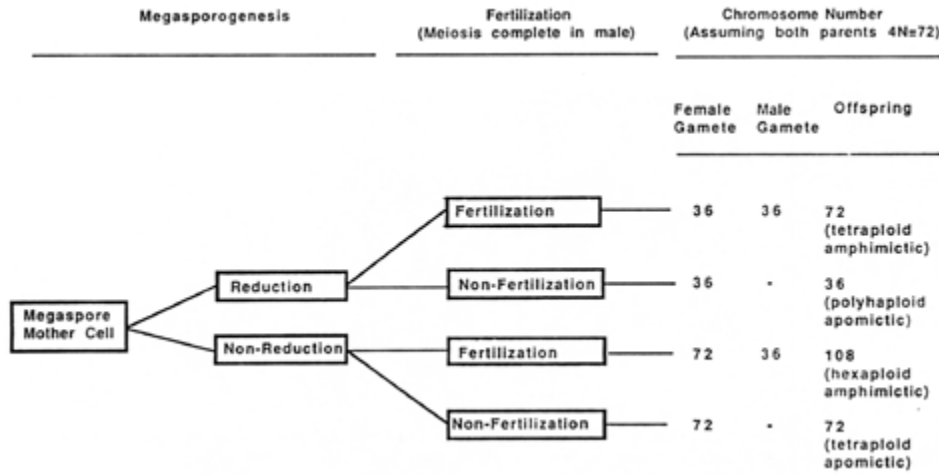 Megasporogenesis
Fertilization
(Meiosis complete in male)
Chromosome Number
(Assuming both parents 4N=72)
Female Gamete
Male Gamete
Offspring
Megaspore
Mother Cell
Reduction
Non-Reduction
Fertilization
36 36 72
(tetraploid
amphimictic)
Non-Fertilization
36 - 36
(polyhaploid
apomictic)
Fertilization
72 36 108
(hexaploid
amphimictic)
Non-Fertilization
72 - 72
(tetraploid
apomictic)